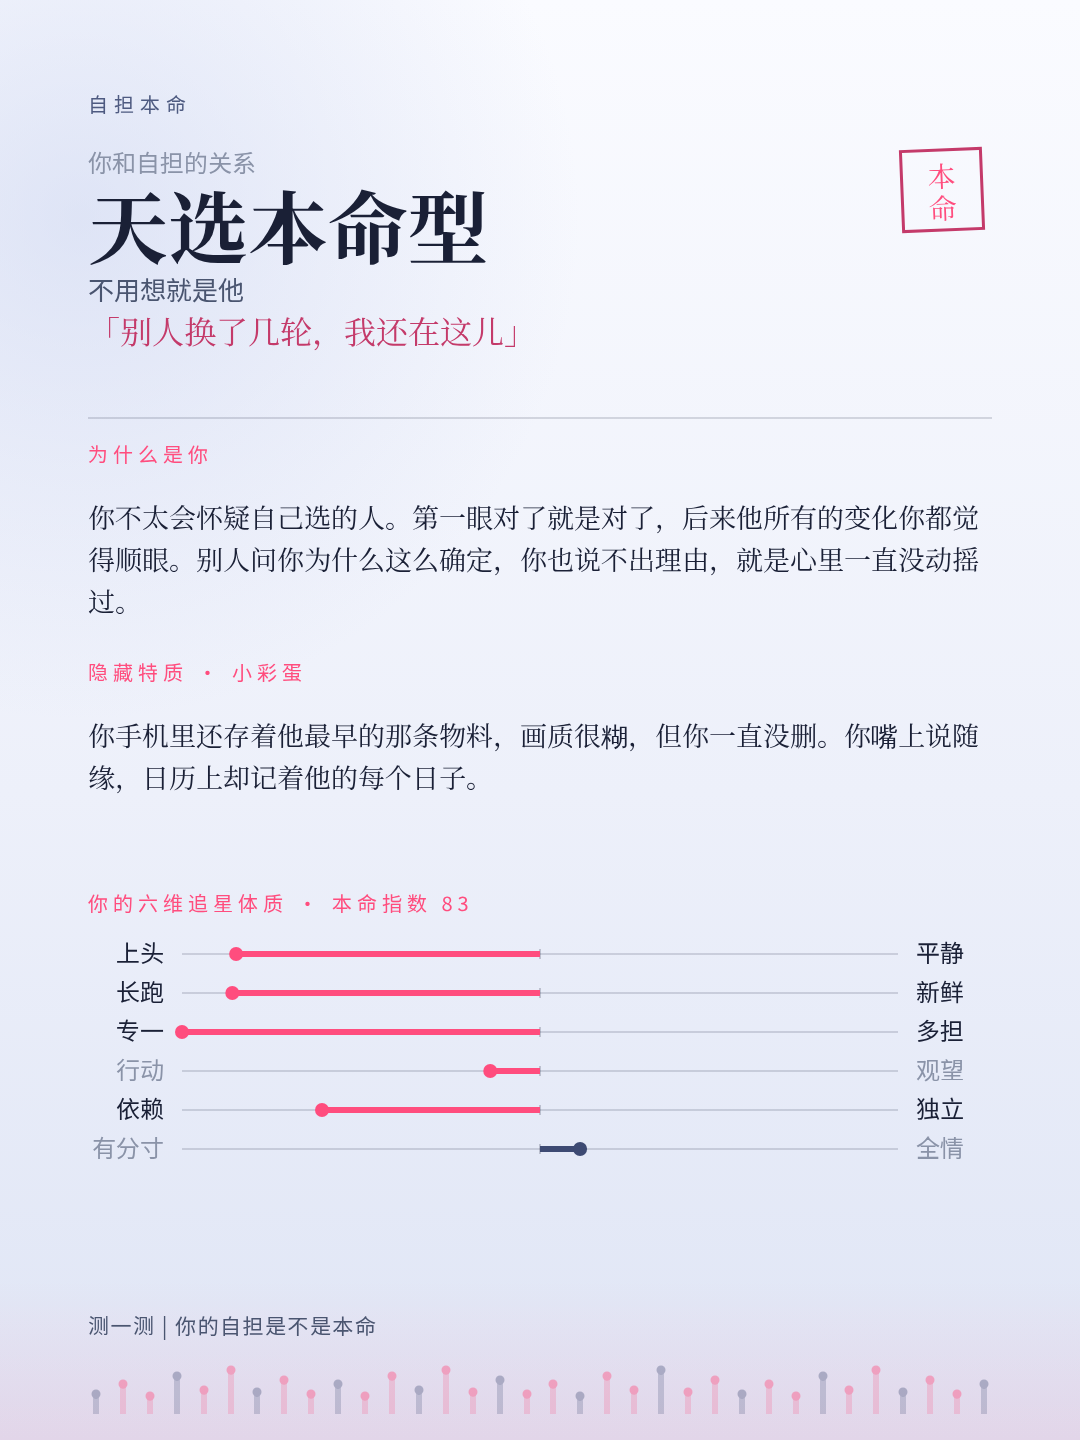 自担本命
你和自担的关系
天选本命型
本
命
不用想就是他
「别人换了几轮，我还在这儿」
为什么是你
你不太会怀疑自己选的人。第一眼对了就是对了，后来他所有的变化你都觉
得顺眼。别人问你为什么这么确定，你也说不出理由，就是心里一直没动摇
过。
隐藏特质 · 小彩蛋
你手机里还存着他最早的那条物料，画质很糊，但你一直没删。你嘴上说随
缘，日历上却记着他的每个日子。
你的六维追星体质 · 本命指数 83
上头 平静
长跑 新鲜
专一 多担
行动 观望
依赖 独立
有分寸 全情
测一测 | 你的自担是不是本命